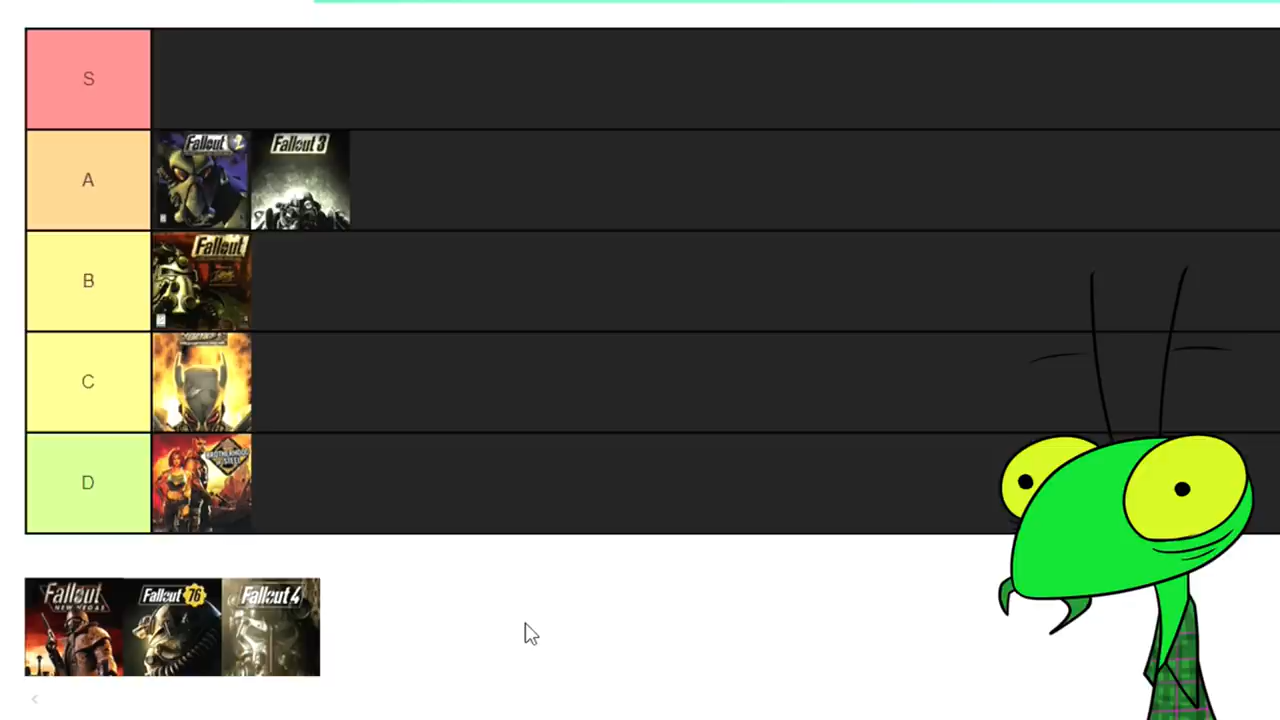 S
A
Fallout 2
Fallout 3
B
Fallout
C
D
BROTHERHOOD
OF STEEL
Fallout
NEW VEGAS
Fallout 76
Fallout 4